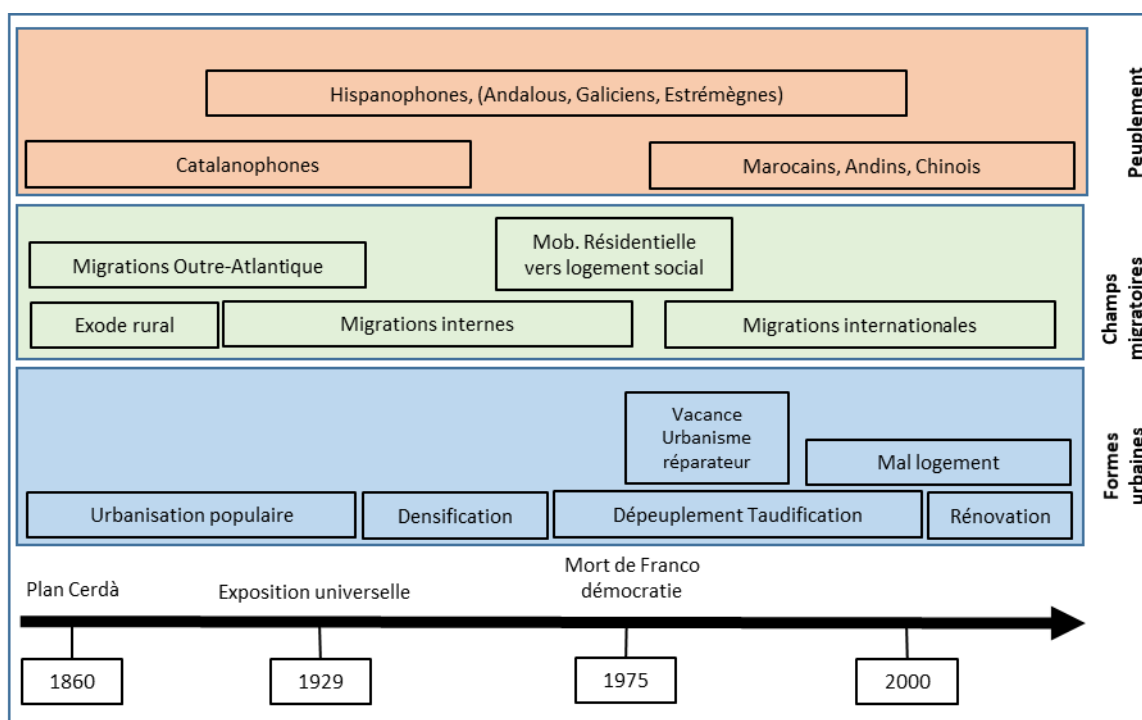 Hispanophones, (Andalous, Galiciens, Estrémègnes)
Catalanophones
Marocains, Andins, Chinois
Peuplement
Mob. Résidentielle
vers logement social
Migrations Outre-Atlantique
Exode rural
Migrations internes
Migrations internationales
Champs
migratoires
Vacance
Urbanisme
réparateur
Mal logement
Urbanisation populaire
Densification
Dépeuplement Taudification
Rénovation
Formes
urbaines
Plan Cerdà
Exposition universelle
Mort de Franco
démocratie
1860
1929
1975
2000